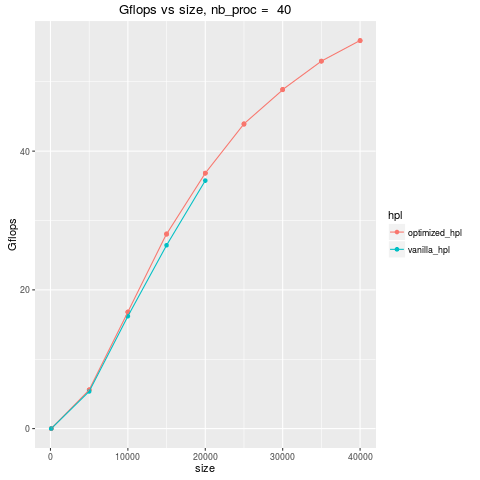 Gflops vs size, nb_proc =  40
Gflops
40
20
0
0
10000
20000
30000
40000
size
hpl
optimized_hpl
vanilla_hpl